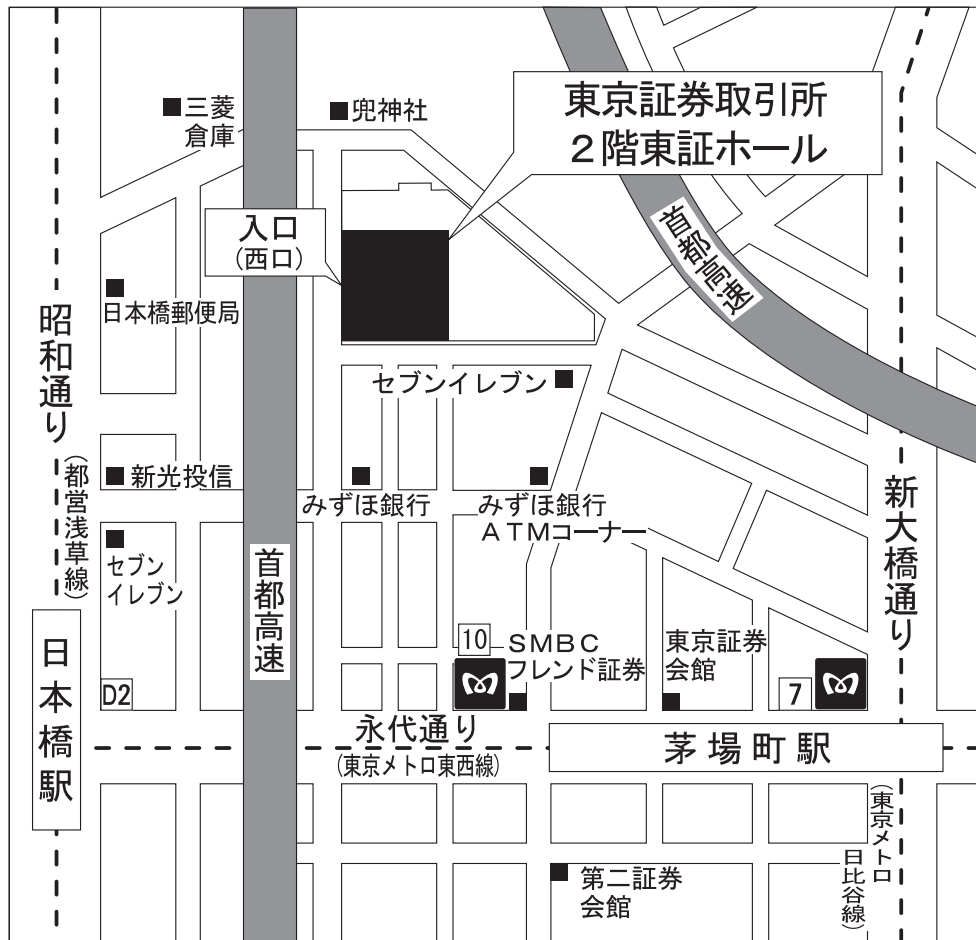 三菱
倉庫
兜神社
東京証券取引所
２階東証ホール
入口
(西口)
首都高速
日本橋郵便局
昭和通り
(都営浅草線)
セブンイレブン
新光投信
みずほ銀行
みずほ銀行
ＡＴＭコーナー
新大橋通り
セブン
イレブン
首都高速
日本橋駅
D2
10
ＳＭＢＣ
フレンド証券
東京証券
会館
7
永代通り
(東京メトロ東西線)
茅場町駅
(東京メトロ
日比谷線)
第二証券
会館